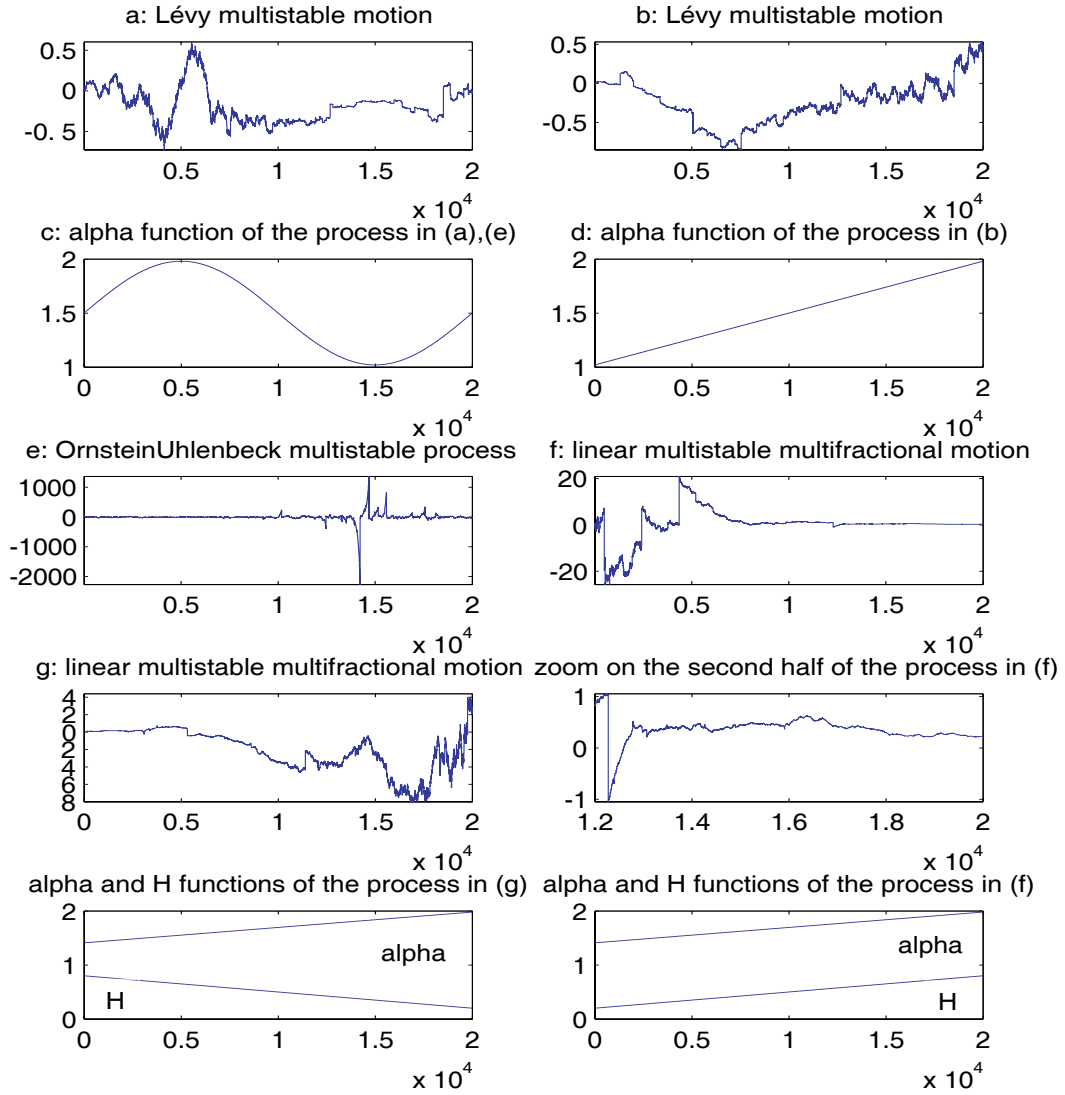 a: Lévy multistable motion
0.5
0
-0.5
0.5 1 1.5 2
x 10^4
b: Lévy multistable motion
0.5
0
-0.5
0.5 1 1.5 2
x 10^4
c: alpha function of the process in (a),(e)
2
1.5
1
0 0.5 1 1.5 2
x 10^4
d: alpha function of the process in (b)
2
1.5
1
0 0.5 1 1.5 2
x 10^4
e: OrnsteinUhlenbeck multistable process
1000
0
-1000
-2000
0.5 1 1.5 2
x 10^4
f: linear multistable multifractional motion
20
0
-20
0.5 1 1.5 2
x 10^4
g: linear multistable multifractional motion
4
2
0
2
4
6
8
0 0.5 1 1.5 2
x 10^4
zoom on the second half of the process in (f)
1
0
-1
1.2 1.4 1.6 1.8 2
x 10^4
alpha and H functions of the process in (g)
2
1
0
alpha
H
0 0.5 1 1.5 2
x 10^4
alpha and H functions of the process in (f)
2
1
0
alpha
H
0 0.5 1 1.5 2
x 10^4